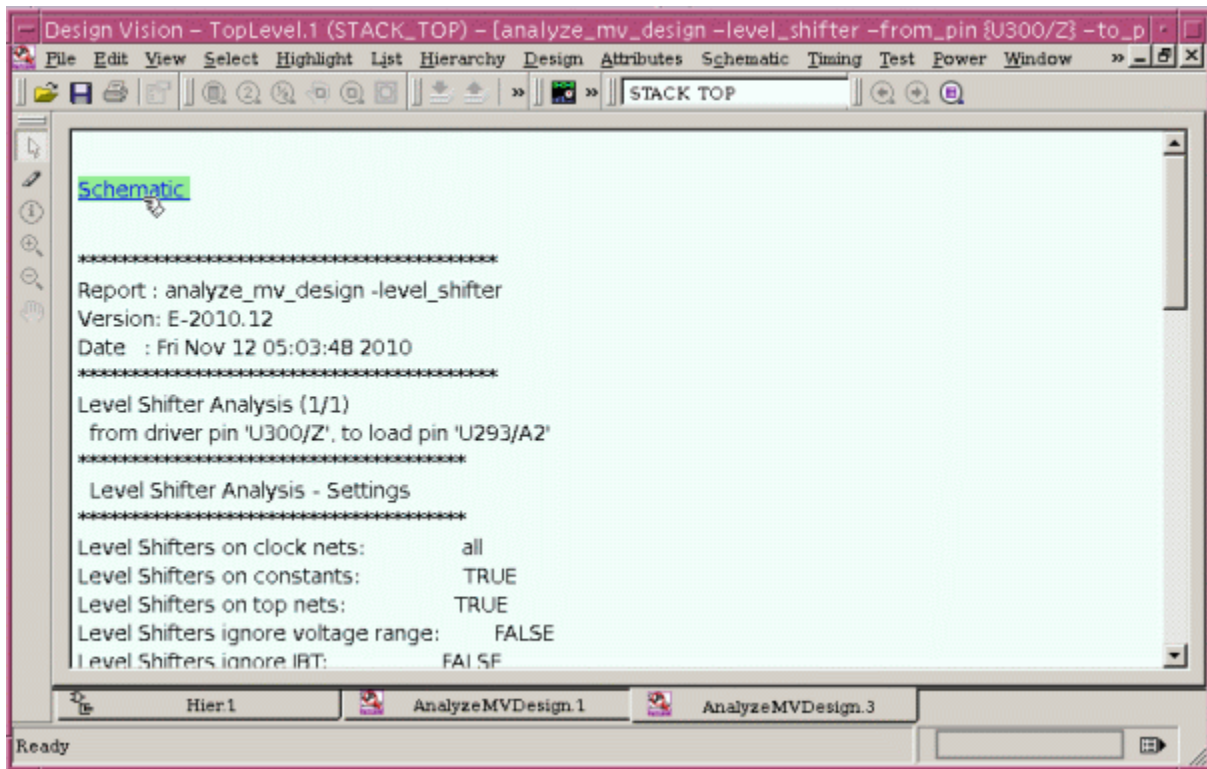 Design Vision – TopLevel.1 (STACK_TOP) – [analyze_mv_design –level_shifter –from_pin {U300/Z} –to_p
File Edit View Select Highlight List Hierarchy Design Attributes Schematic Timing Test Power Window »
» » STACK TOP
Schematic
****************************************
Report : analyze_mv_design -level_shifter
Version: E-2010.12
Date : Fri Nov 12 05:03:48 2010
****************************************
Level Shifter Analysis (1/1)
from driver pin 'U300/Z', to load pin 'U293/A2'
*************************************
Level Shifter Analysis - Settings
*************************************
Level Shifters on clock nets: all
Level Shifters on constants: TRUE
Level Shifters on top nets: TRUE
Level Shifters ignore voltage range: FALSE
Level Shifters ignore IBT: FALSE
Hier.1 AnalyzeMVDesign.1 AnalyzeMVDesign.3
Ready